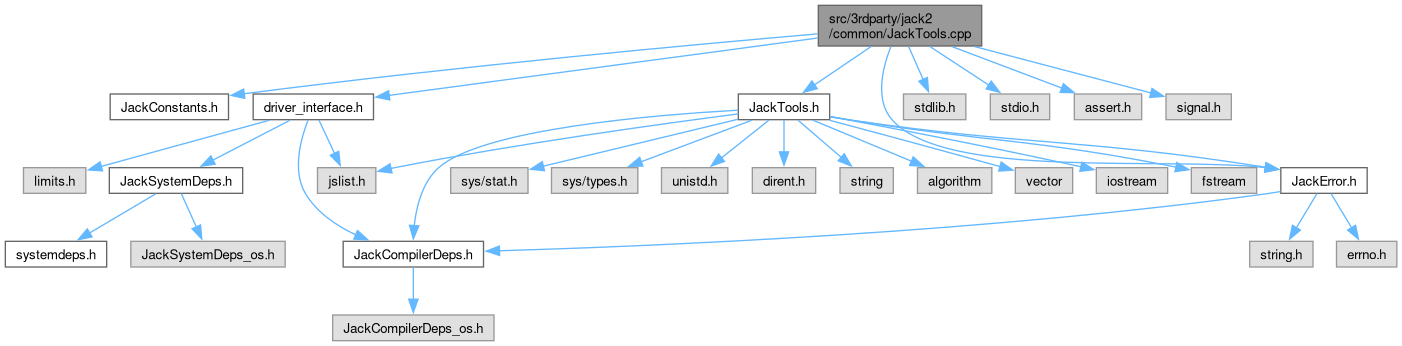 src/3rdparty/jack2
/common/JackTools.cpp
JackConstants.h
driver_interface.h
JackTools.h
stdlib.h
stdio.h
assert.h
signal.h
limits.h
JackSystemDeps.h
jslist.h
sys/stat.h
sys/types.h
unistd.h
dirent.h
string
algorithm
vector
iostream
fstream
JackError.h
systemdeps.h
JackSystemDeps_os.h
JackCompilerDeps.h
string.h
errno.h
JackCompilerDeps_os.h